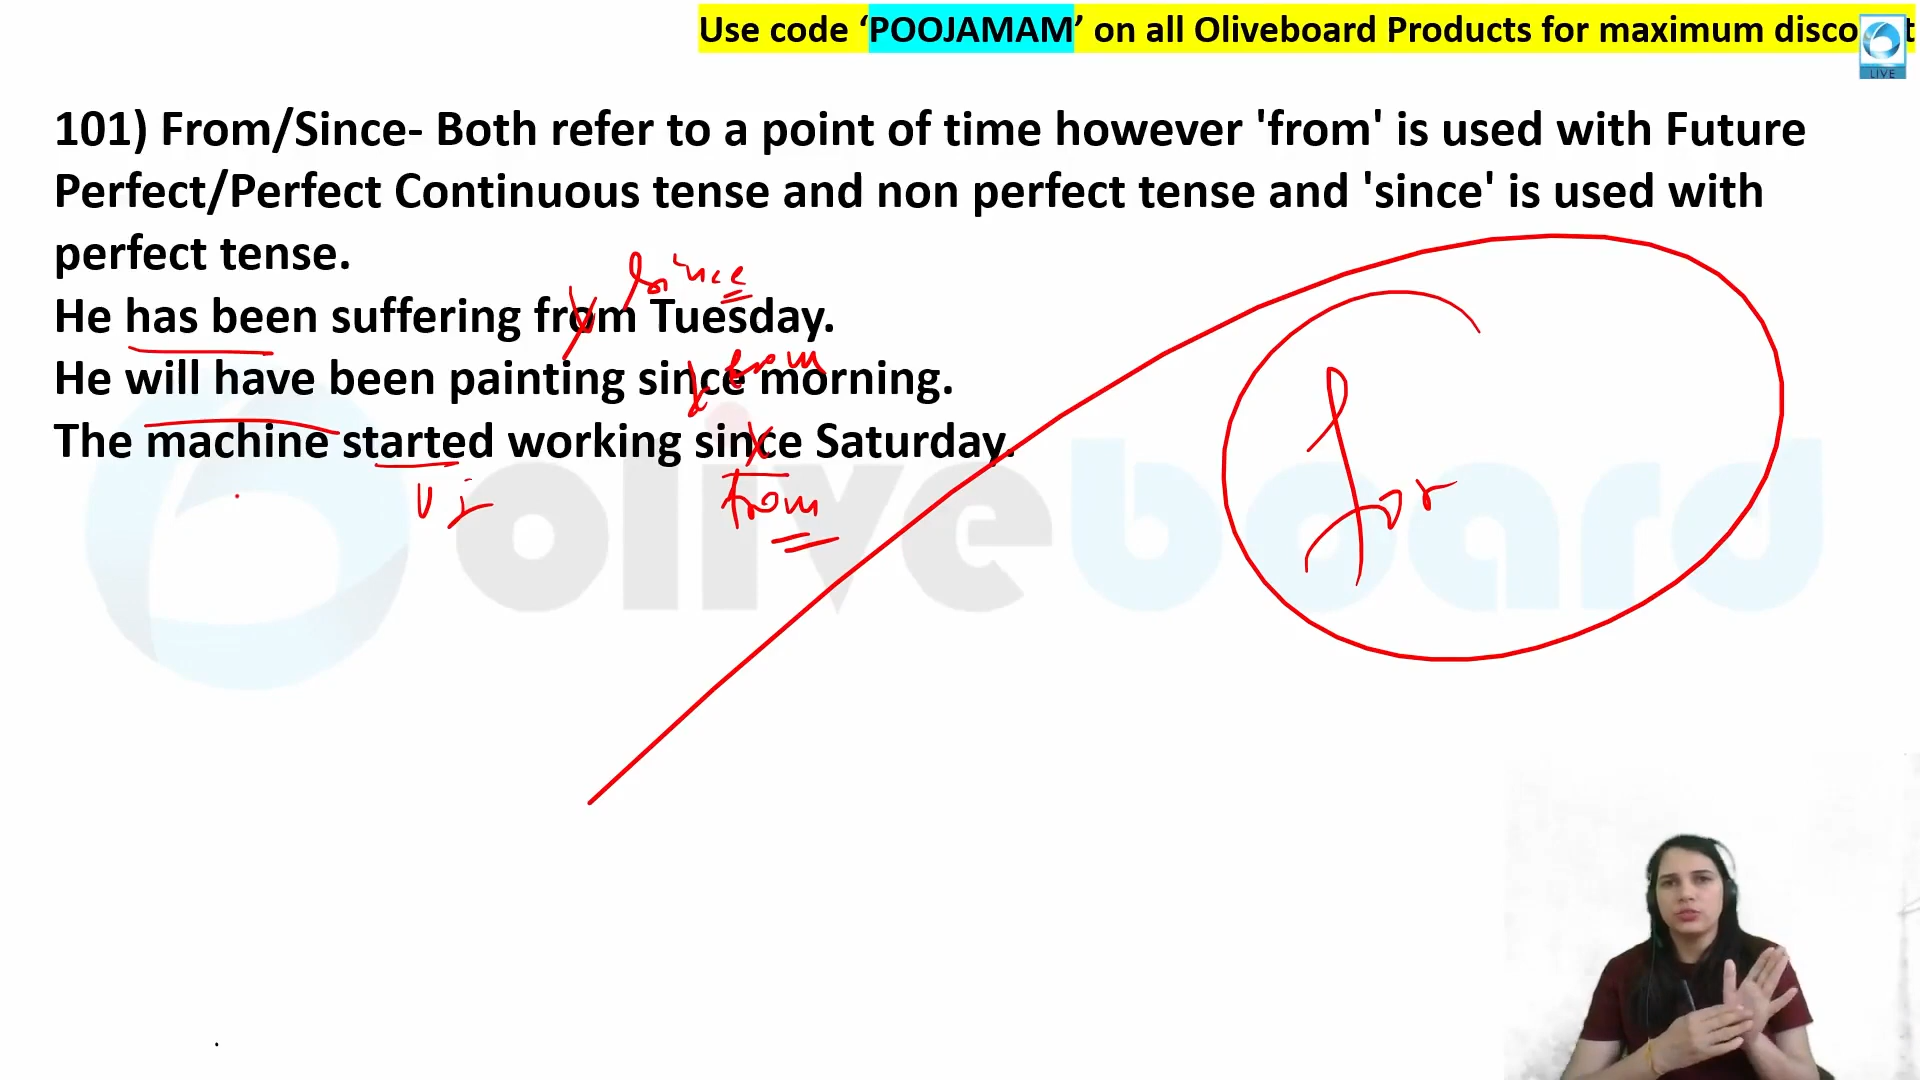 Use code ‘POOJAMAM’ on all Oliveboard Products for maximum disco t
LIVE
101) From/Since- Both refer to a point of time however 'from' is used with Future
Perfect/Perfect Continuous tense and non perfect tense and 'since' is used with
perfect tense.
since
He has been suffering from Tuesday.
from
He will have been painting since morning.
The machine started working since Saturday.
from
for
oliveboard